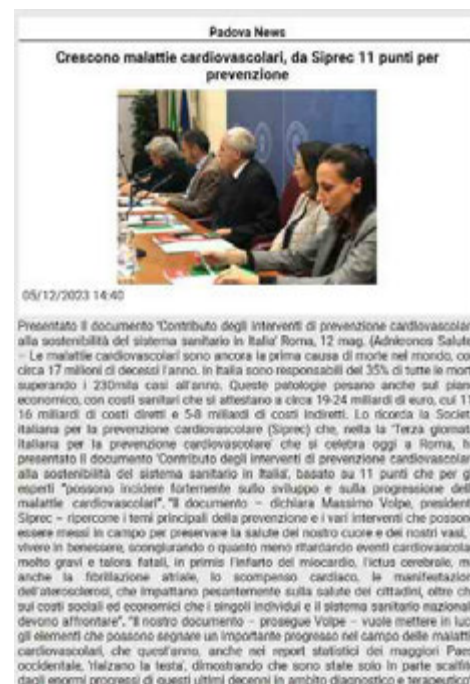 Padova News
Crescono malattie cardiovascolari, da Siprec 11 punti per
prevenzione
05/12/2023 14:40
Presentato il documento 'Contributo degli interventi di prevenzione cardiovascolare
alla sostenibilità del sistema sanitario in Italia' Roma, 12 mag. (Adnkronos Salute)
– Le malattie cardiovascolari sono ancora la prima causa di morte nel mondo, con
circa 17 milioni di decessi l'anno. In Italia sono responsabili del 35% di tutte le morti
superando i 230mila casi all'anno. Queste patologie pesano anche sul piano
economico, con costi sanitari che si attestano a circa 19-24 miliardi di euro, cui 11-
16 miliardi di costi diretti e 5-8 miliardi di costi indiretti. Lo ricorda la Società
italiana per la prevenzione cardiovascolare (Siprec) che, nella la 'Terza giornata
italiana per la prevenzione cardiovascolare' che si celebra oggi a Roma, ha
presentato il documento 'Contributo degli interventi di prevenzione cardiovascolare
alla sostenibilità del sistema sanitario in Italia', basato su 11 punti che per gli
esperti "possono incidere fortemente sullo sviluppo e sulla progressione delle
malattie cardiovascolari". "Il documento – dichiara Massimo Volpe, presidente
Siprec – ripercorre i temi principali della prevenzione e i vari interventi che possono
essere messi in campo per preservare la salute del nostro cuore e dei nostri vasi,
vivere in benessere, scongiurando o quanto meno ritardando eventi cardiovascolari
molto gravi e talora fatali, in primis l'infarto del miocardio, l'ictus cerebrale, ma
anche la fibrillazione atriale, lo scompenso cardiaco, le manifestazioni
dell'aterosclerosi, che impattano pesantemente sulla salute dei cittadini, oltre che
sui costi sociali ed economici che i singoli individui e il sistema sanitario nazionale
devono affrontare". "Il nostro documento – prosegue Volpe – vuole mettere in luce
gli elementi che possono segnare un importante progresso nel campo delle malattie
cardiovascolari, che quest'anno, anche nei report statistici dei maggiori Paesi
occidentale, 'rialzano la testa', dimostrando che sono state solo in parte scalfite
dagli enormi progressi di questi ultimi decenni in ambito diagnostico e terapeutico